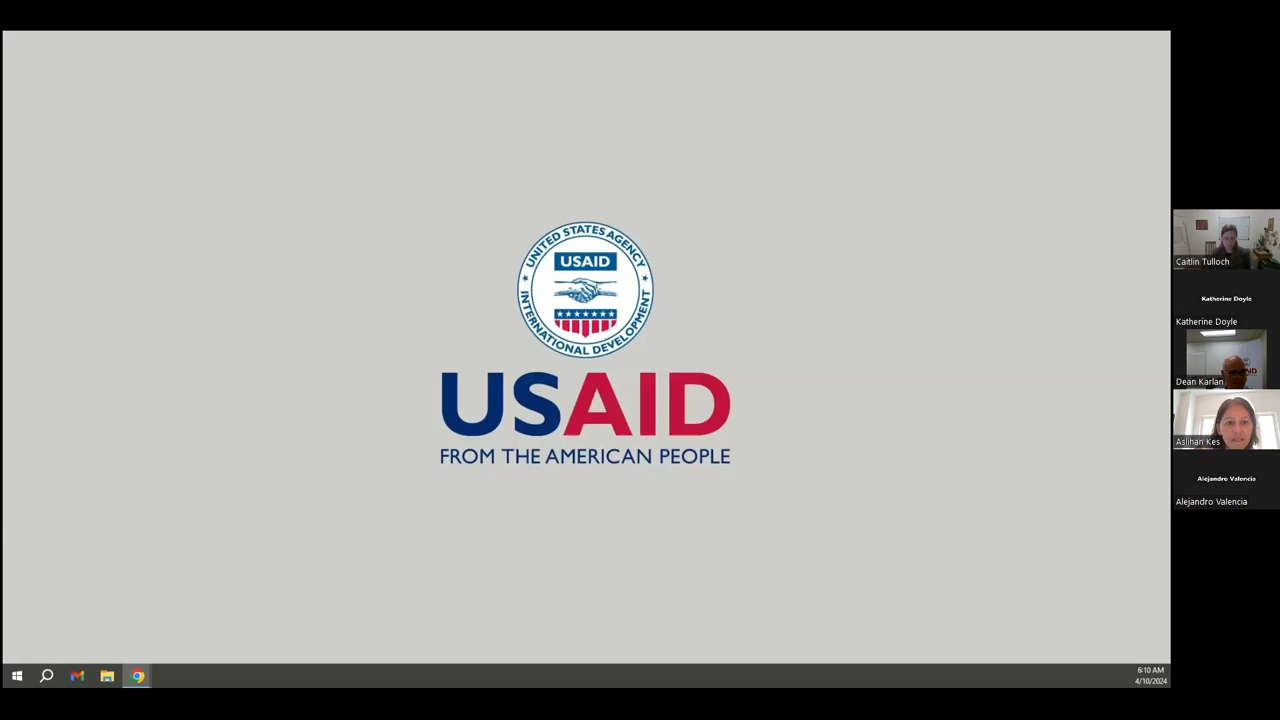 UNITED STATES AGENCY
USAID
INTERNATIONAL DEVELOPMENT
USAID
FROM THE AMERICAN PEOPLE
Caitlin Tulloch
Katherine Doyle
Katherine Doyle
Dean Karlan
Aslihan Kes
Alejandro Valencia
Alejandro Valencia
6:10 AM
4/10/2024